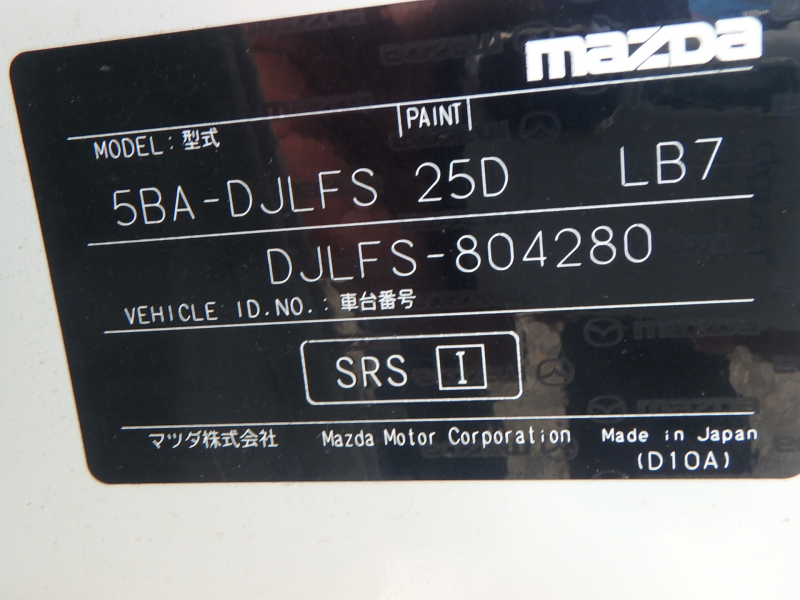 mazda
MODEL: 型式 PAINT
5BA-DJLFS 25D LB7
DJLFS-804280
VEHICLE ID.NO.: 車台番号
SRS I
マツダ株式会社 Mazda Motor Corporation Made in Japan
(D10A)